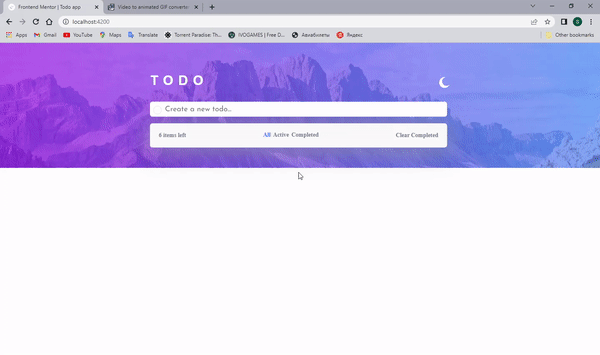 Frontend Mentor | Todo app
Video to animated GIF converter
localhost:4200
Apps
Gmail
YouTube
Maps
Translate
Torrent Paradise: Th...
IVOGAMES | Free D...
Авиабилеты
Яндекс
Other bookmarks
TODO
Create a new todo...
6 items left
All Active Completed
Clear Completed